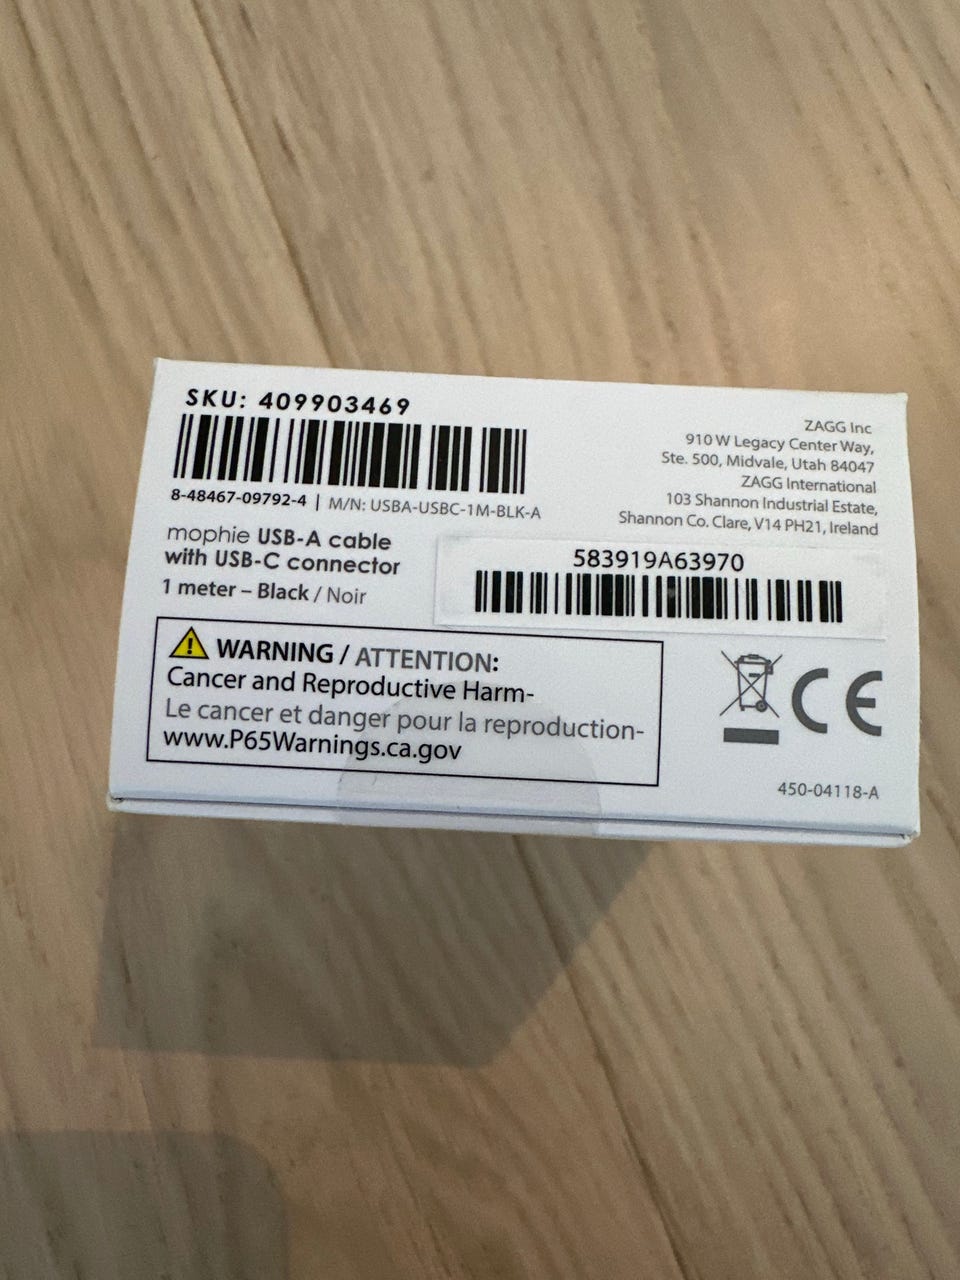 SKU: 409903469
8-48467-09792-4 | M/N: USBA-USBC-1M-BLK-A
mophie USB-A cable
with USB-C connector
1 meter – Black / Noir
ZAGG Inc
910 W Legacy Center Way,
Ste. 500, Midvale, Utah 84047
ZAGG International
103 Shannon Industrial Estate,
Shannon Co. Clare, V14 PH21, Ireland
583919A63970
WARNING / ATTENTION:
Cancer and Reproductive Harm-
Le cancer et danger pour la reproduction-
www.P65Warnings.ca.gov
CE
450-04118-A